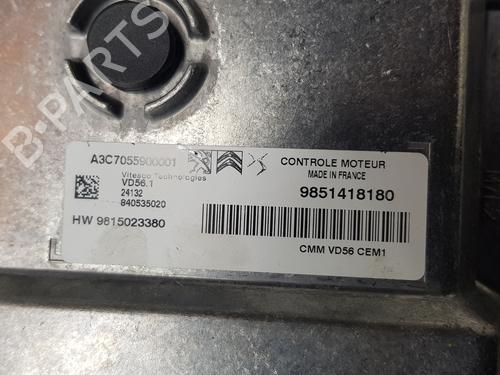 B-PARTS
A3C7055900001
Vitesco Technologies
VD56.1
24132
840535020
HW 9815023380
CONTROLE MOTEUR
MADE IN FRANCE
9851418180
CMM VD56 CEM1